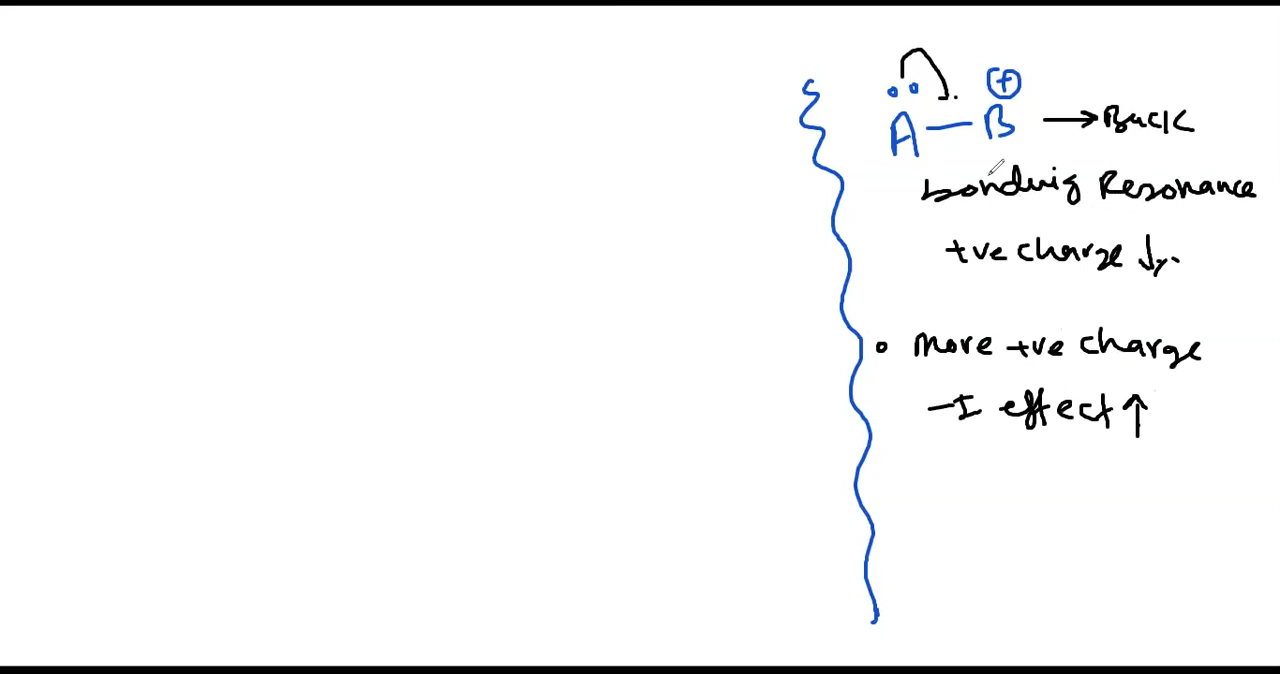 A — B ⊕ → Back
bonding Resonance
+ve charge ↓.
• More +ve charge
-I effect ↑